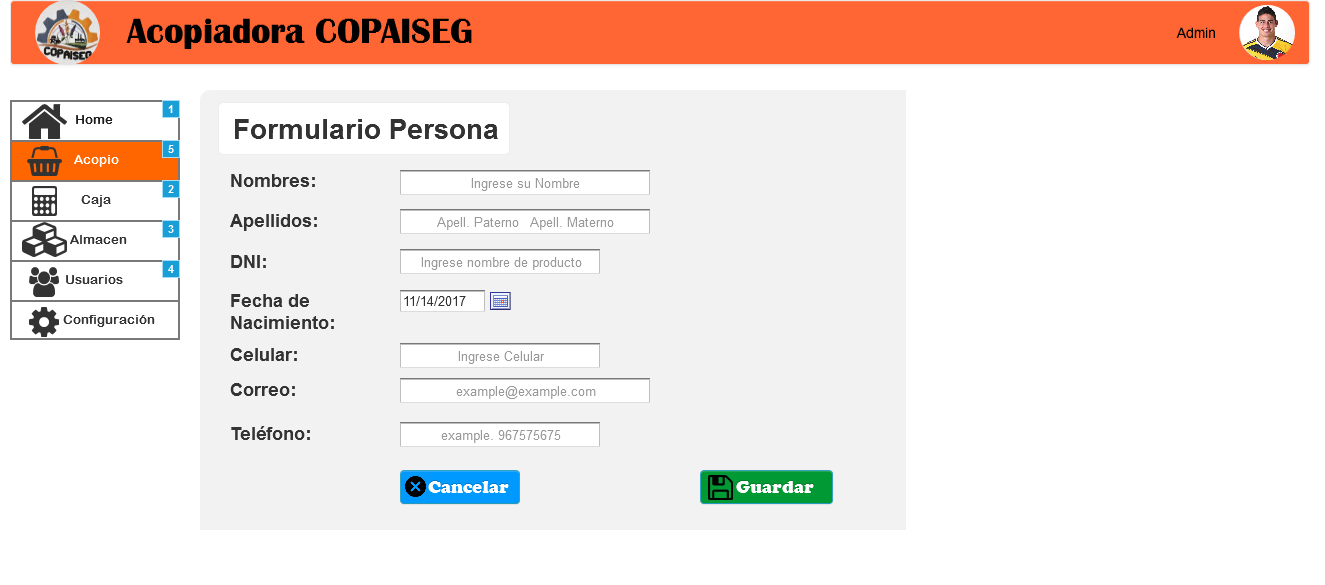 COPAISEG
Acopiadora COPAISEG
Admin
Home
1
Acopio
5
Caja
2
Almacen
3
Usuarios
4
Configuración
Formulario Persona
Nombres:
Ingrese su Nombre
Apellidos:
Apell. Paterno Apell. Materno
DNI:
Ingrese nombre de producto
Fecha de
Nacimiento:
11/14/2017
Celular:
Ingrese Celular
Correo:
example@example.com
Teléfono:
example. 967575675
Cancelar
Guardar